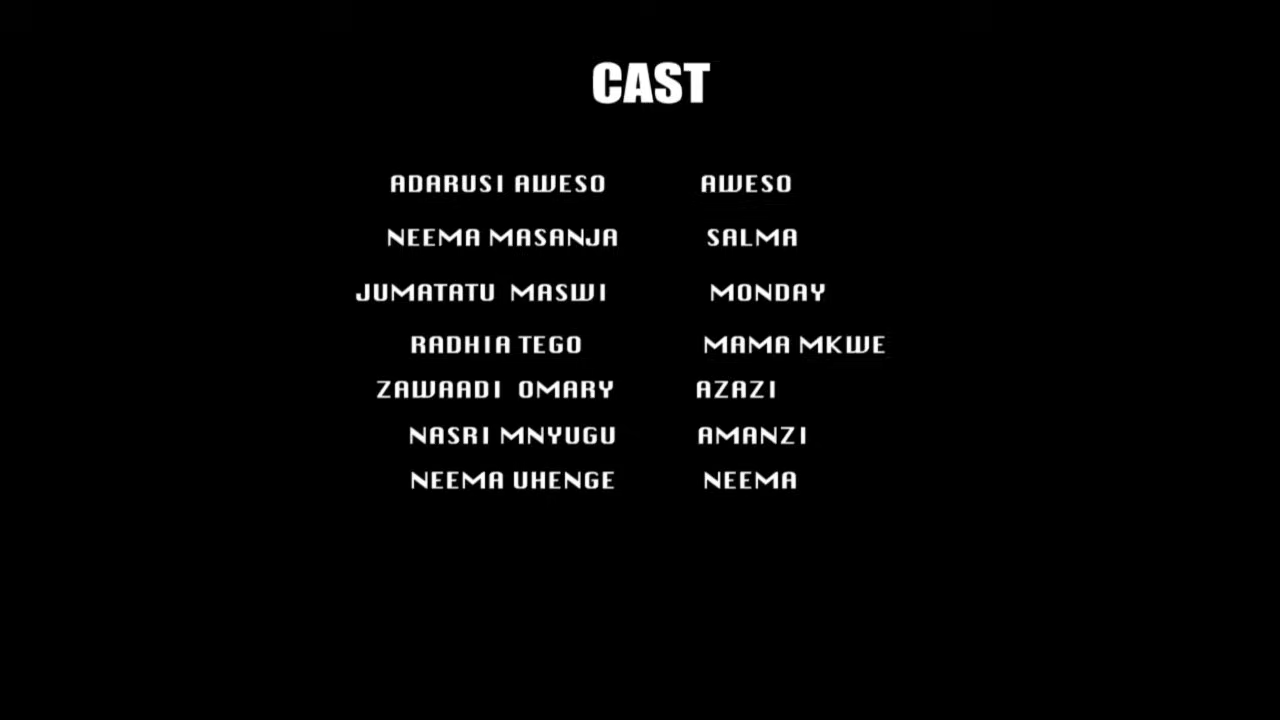 CAST
ADARUSI AWESO AWESO
NEEMA MASANJA SALMA
JUMATATU MASWI MONDAY
RADHIA TEGO MAMA MKWE
ZAWAADI OMARY AZAZI
NASRI MNYUGU AMANZI
NEEMA UHENGE NEEMA